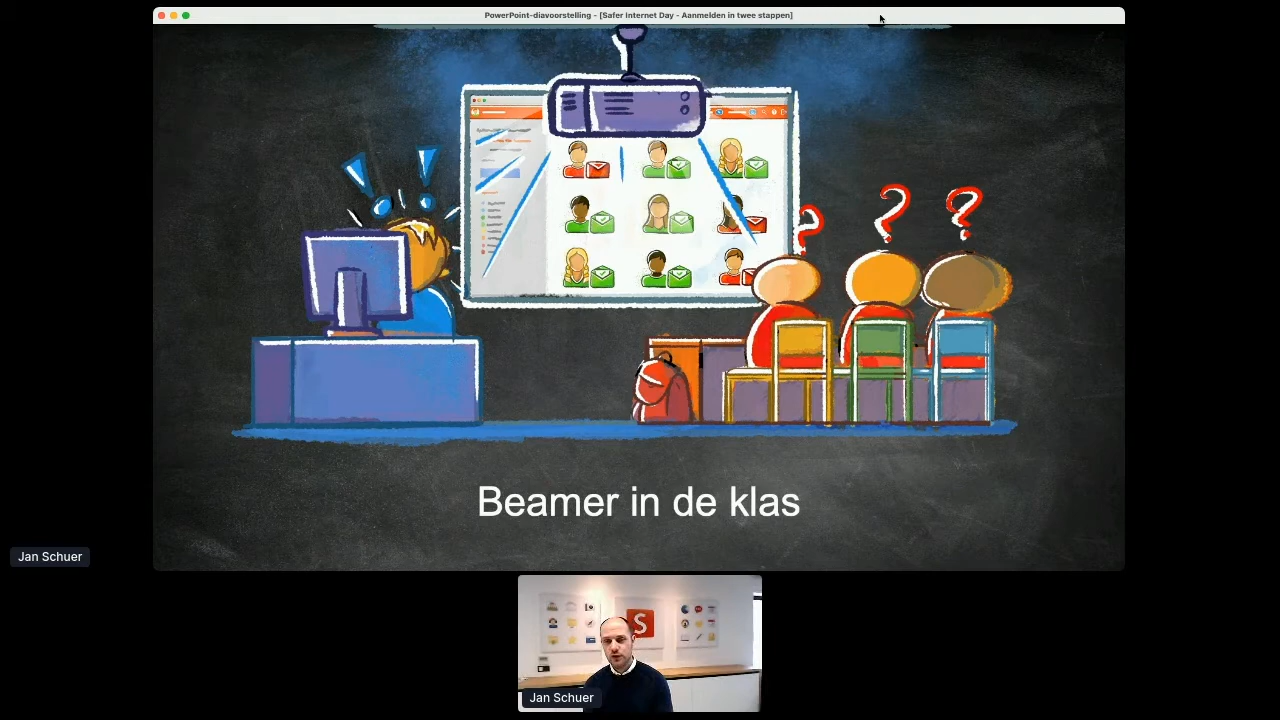 PowerPoint-diavoorstelling - [Safer Internet Day - Aanmelden in twee stappen]
Beamer in de klas
Jan Schuer
S
Jan Schuer